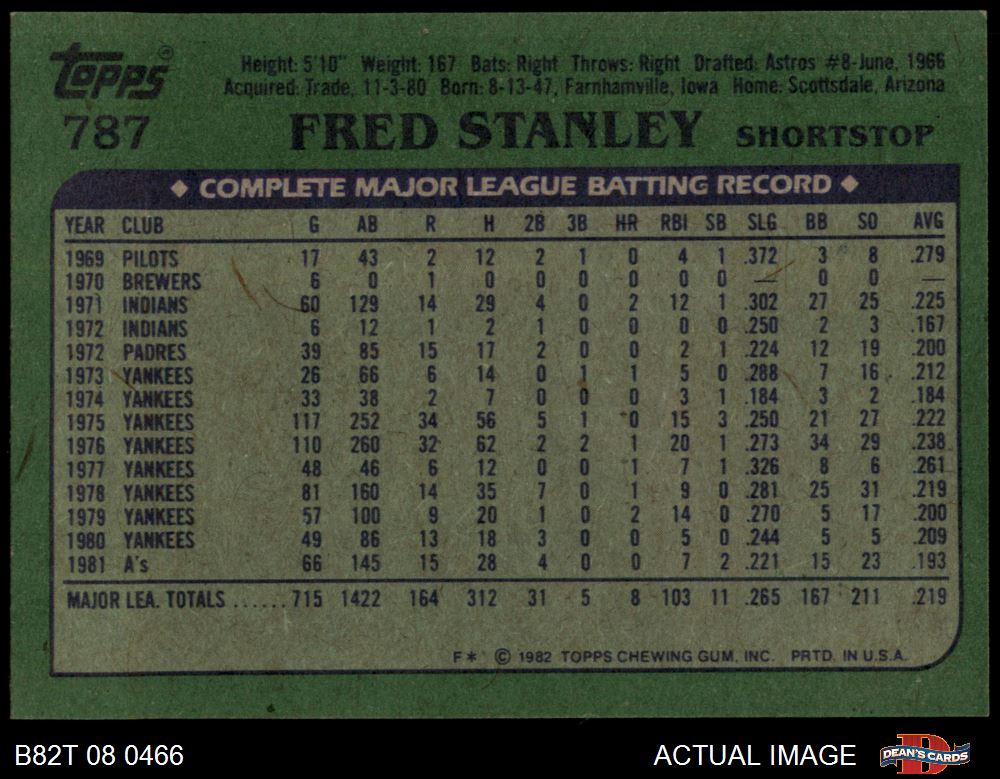 Topps®
Height: 5'10" Weight: 167 Bats: Right Throws: Right Drafted: Astros #8-June, 1966
Acquired: Trade, 11-3-80 Born: 8-13-47, Farnhamville, Iowa Home: Scottsdale, Arizona
787 FRED STANLEY SHORTSTOP
◆ COMPLETE MAJOR LEAGUE BATTING RECORD ◆
YEAR CLUB G AB R H 2B 3B HR RBI SB SLG BB SO AVG
1969 PILOTS 17 43 2 12 2 1 0 4 1 .372 3 8 .279
1970 BREWERS 6 0 1 0 0 0 0 0 0 — 0 0 —
1971 INDIANS 60 129 14 29 4 0 2 12 1 .302 27 25 .225
1972 INDIANS 6 12 1 2 1 0 0 0 0 .250 2 3 .167
1972 PADRES 39 85 15 17 2 0 0 2 1 .224 12 19 .200
1973 YANKEES 26 66 6 14 0 1 1 5 0 .288 7 16 .212
1974 YANKEES 33 38 2 7 0 0 0 3 1 .184 3 2 .184
1975 YANKEES 117 252 34 56 5 1 0 15 3 .250 21 27 .222
1976 YANKEES 110 260 32 62 2 2 1 20 1 .273 34 29 .238
1977 YANKEES 48 46 6 12 0 0 1 7 1 .326 8 6 .261
1978 YANKEES 81 160 14 35 7 0 1 9 0 .281 25 31 .219
1979 YANKEES 57 100 9 20 1 0 2 14 0 .270 5 17 .200
1980 YANKEES 49 86 13 18 3 0 0 5 0 .244 5 5 .209
1981 A's 66 145 15 28 4 0 0 7 2 .221 15 23 .193
MAJOR LEA. TOTALS ...... 715 1422 164 312 31 5 8 103 11 .265 167 211 .219
F* © 1982 TOPPS CHEWING GUM, INC. PRTD. IN U.S.A.
B82T 08 0466 ACTUAL IMAGE DEAN'S CARDS